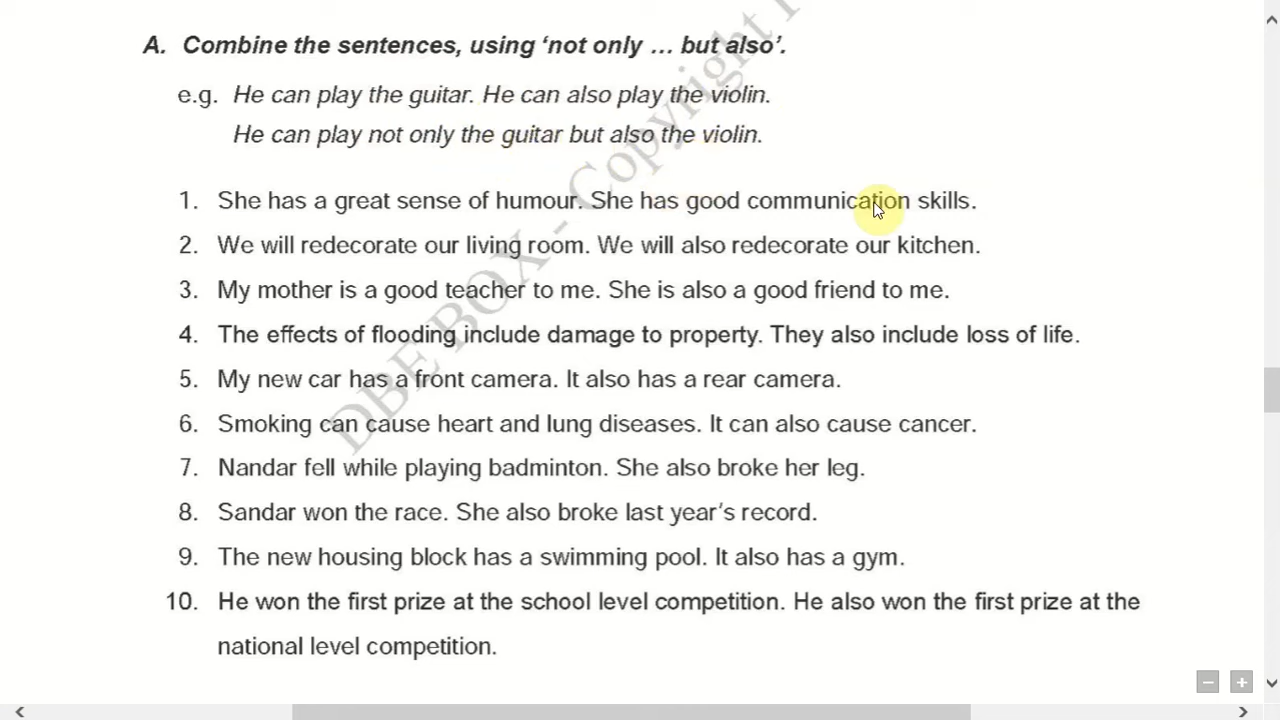 A. Combine the sentences, using ‘not only … but also’.
e.g. He can play the guitar. He can also play the violin.
He can play not only the guitar but also the violin.
1. She has a great sense of humour. She has good communication skills.
2. We will redecorate our living room. We will also redecorate our kitchen.
3. My mother is a good teacher to me. She is also a good friend to me.
4. The effects of flooding include damage to property. They also include loss of life.
5. My new car has a front camera. It also has a rear camera.
6. Smoking can cause heart and lung diseases. It can also cause cancer.
7. Nandar fell while playing badminton. She also broke her leg.
8. Sandar won the race. She also broke last year’s record.
9. The new housing block has a swimming pool. It also has a gym.
10. He won the first prize at the school level competition. He also won the first prize at the
national level competition.
DBE BOX - Copyright